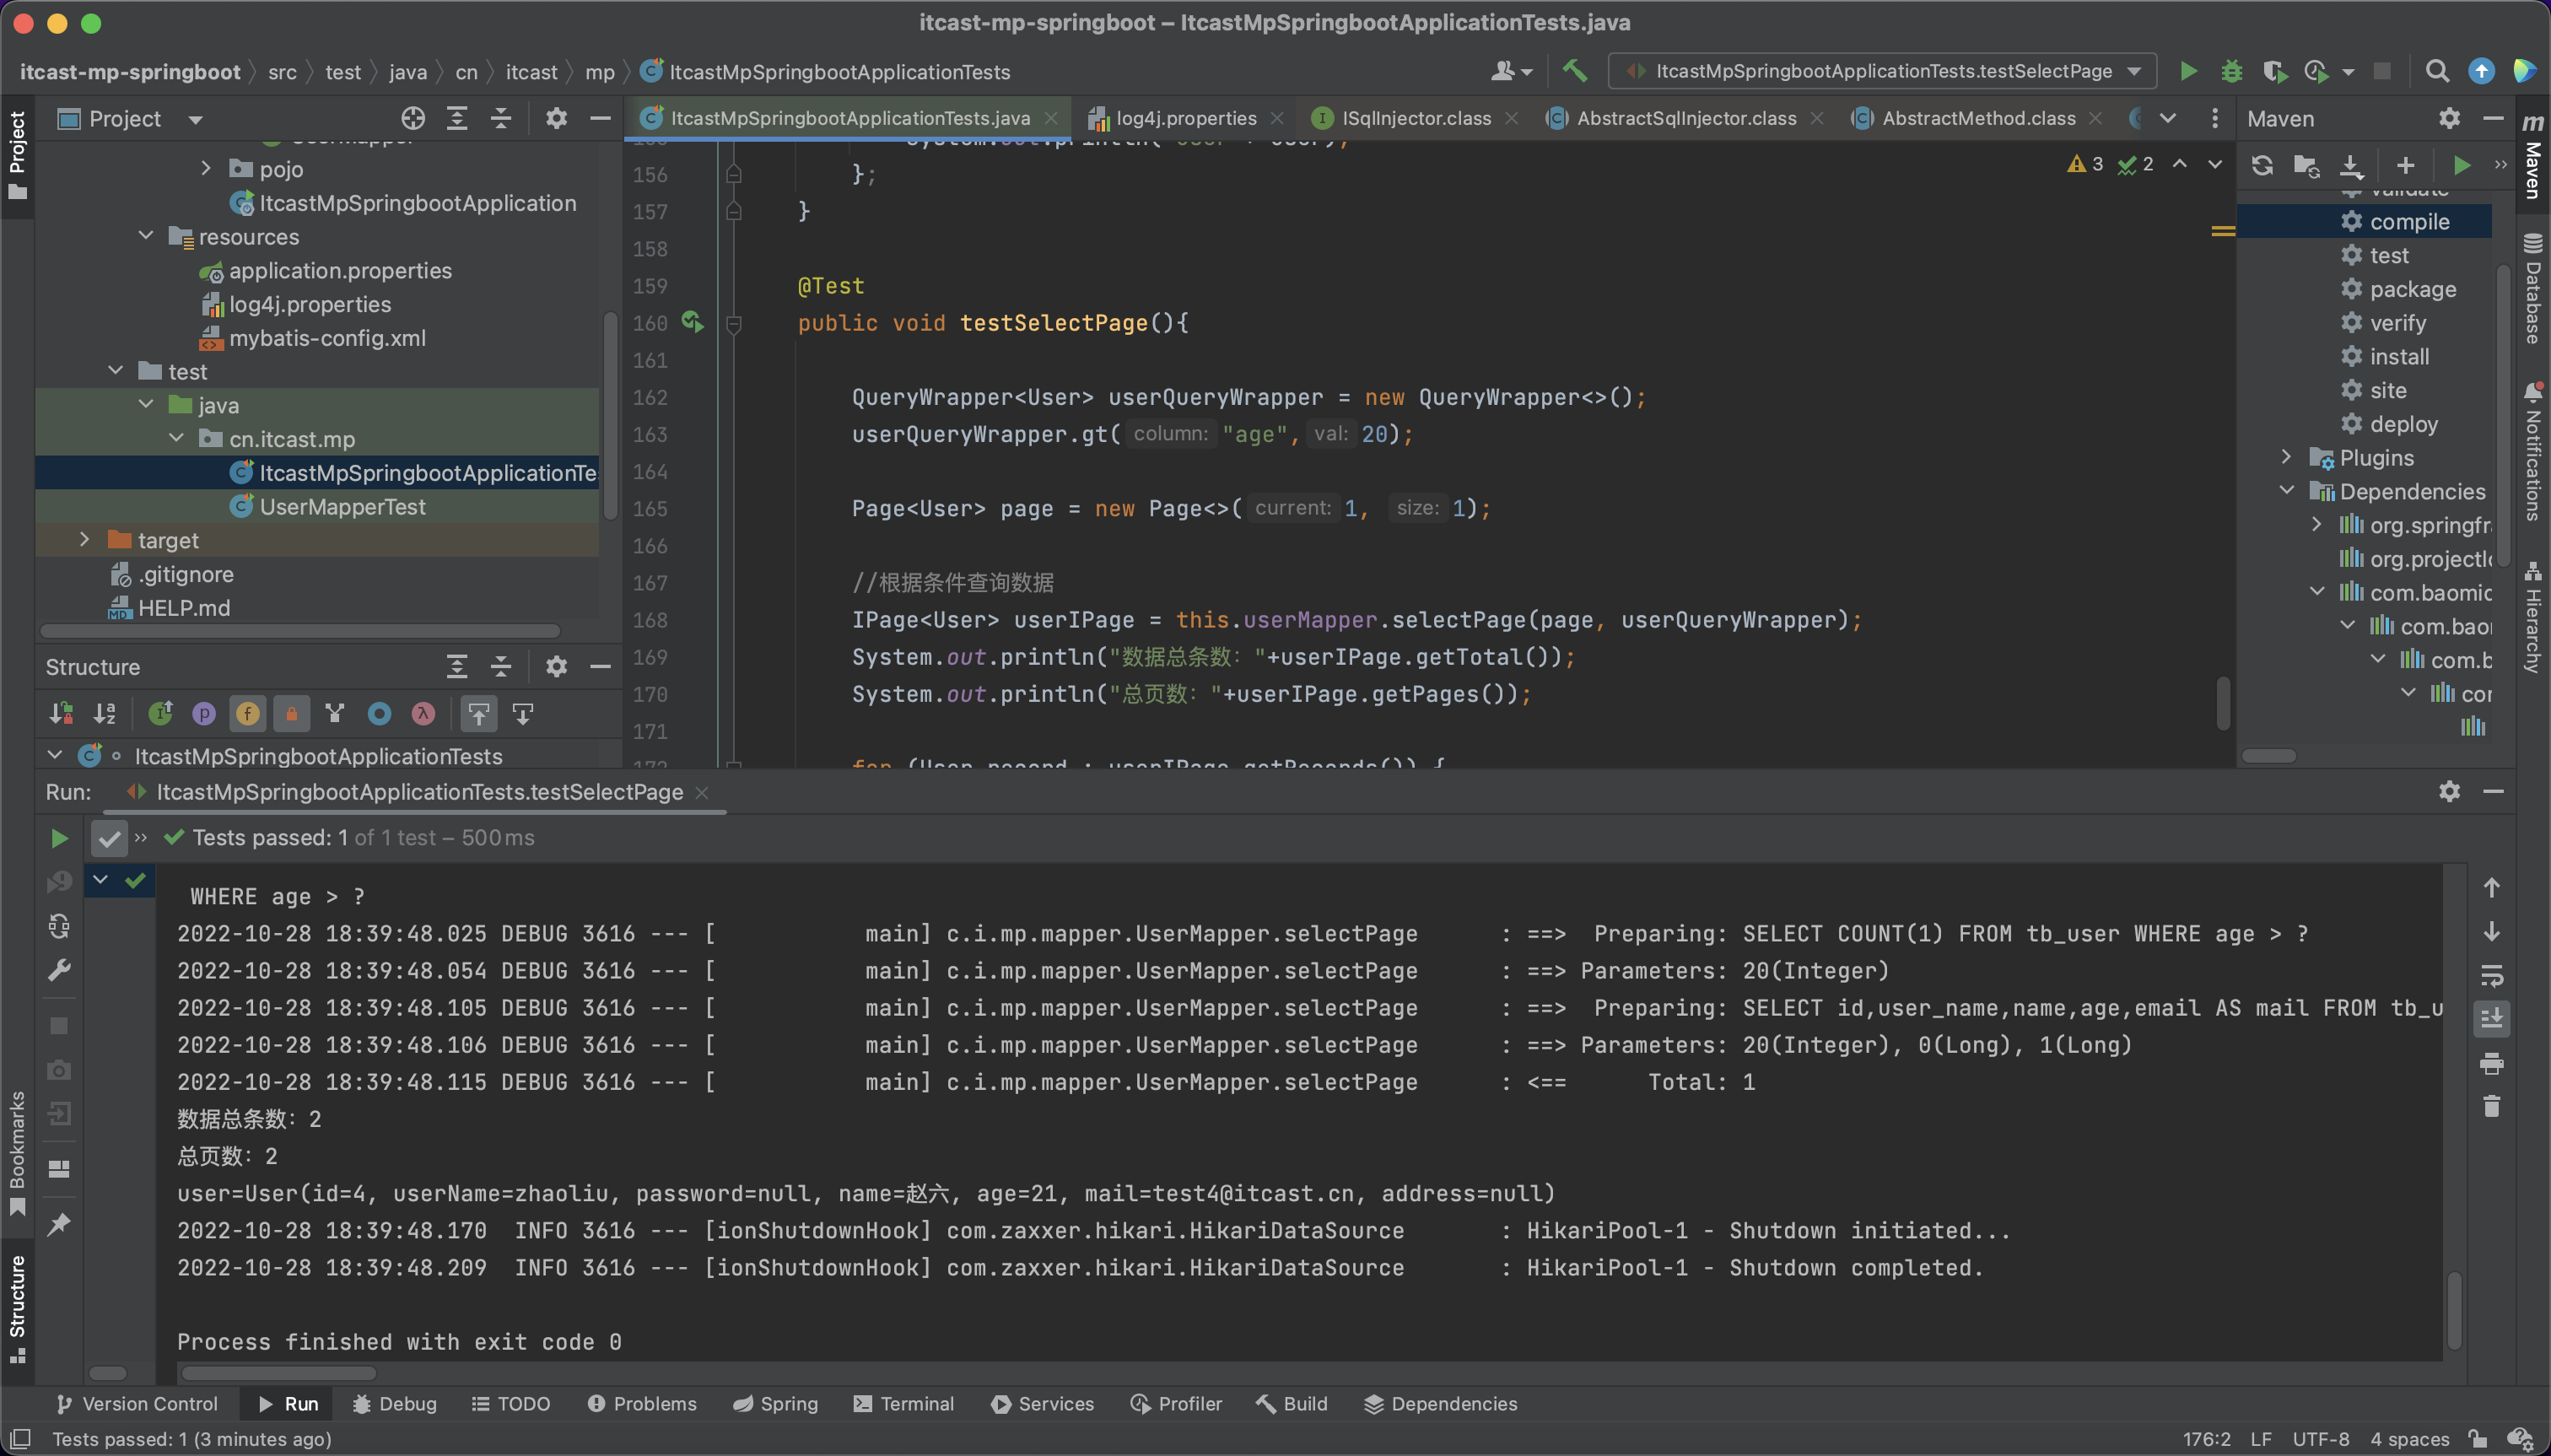 itcast-mp-springboot – ItcastMpSpringbootApplicationTests.java
itcast-mp-springboot src test java cn itcast mp ItcastMpSpringbootApplicationTests
ItcastMpSpringbootApplicationTests.testSelectPage
Project
Project
pojo
ItcastMpSpringbootApplication
resources
application.properties
log4j.properties
mybatis-config.xml
test
java
cn.itcast.mp
ItcastMpSpringbootApplicationTe
UserMapperTest
target
.gitignore
HELP.md
Structure
ItcastMpSpringbootApplicationTests
ItcastMpSpringbootApplicationTests.java log4j.properties ISqlInjector.class AbstractSqlInjector.class AbstractMethod.class
3 2
156 };
157 }
158
159 @Test
160 public void testSelectPage(){
161
162 QueryWrapper<User> userQueryWrapper = new QueryWrapper<>();
163 userQueryWrapper.gt( column: "age", val: 20);
164
165 Page<User> page = new Page<>( current: 1, size: 1);
166
167 //根据条件查询数据
168 IPage<User> userIPage = this.userMapper.selectPage(page, userQueryWrapper);
169 System.out.println("数据总条数: "+userIPage.getTotal());
170 System.out.println("总页数: "+userIPage.getPages());
171
for (User record : userIPage.getRecords()) {
Maven
validate
compile
test
package
verify
install
site
deploy
Plugins
Dependencies
org.springfr
org.projectlo
com.baomid
com.baor
com.b
cor
Maven
Database
Notifications
Hierarchy
Run: ItcastMpSpringbootApplicationTests.testSelectPage
Tests passed: 1 of 1 test – 500 ms
WHERE age > ?
2022-10-28 18:39:48.025 DEBUG 3616 --- [ main] c.i.mp.mapper.UserMapper.selectPage : ==> Preparing: SELECT COUNT(1) FROM tb_user WHERE age > ?
2022-10-28 18:39:48.054 DEBUG 3616 --- [ main] c.i.mp.mapper.UserMapper.selectPage : ==> Parameters: 20(Integer)
2022-10-28 18:39:48.105 DEBUG 3616 --- [ main] c.i.mp.mapper.UserMapper.selectPage : ==> Preparing: SELECT id,user_name,name,age,email AS mail FROM tb_u
2022-10-28 18:39:48.106 DEBUG 3616 --- [ main] c.i.mp.mapper.UserMapper.selectPage : ==> Parameters: 20(Integer), 0(Long), 1(Long)
2022-10-28 18:39:48.115 DEBUG 3616 --- [ main] c.i.mp.mapper.UserMapper.selectPage : <== Total: 1
数据总条数: 2
总页数: 2
user=User(id=4, userName=zhaoliu, password=null, name=赵六, age=21, mail=test4@itcast.cn, address=null)
2022-10-28 18:39:48.170 INFO 3616 --- [ionShutdownHook] com.zaxxer.hikari.HikariDataSource : HikariPool-1 - Shutdown initiated...
2022-10-28 18:39:48.209 INFO 3616 --- [ionShutdownHook] com.zaxxer.hikari.HikariDataSource : HikariPool-1 - Shutdown completed.
Process finished with exit code 0
Bookmarks
Structure
Version Control Run Debug TODO Problems Spring Terminal Services Profiler Build Dependencies
Tests passed: 1 (3 minutes ago)
176:2 LF UTF-8 4 spaces